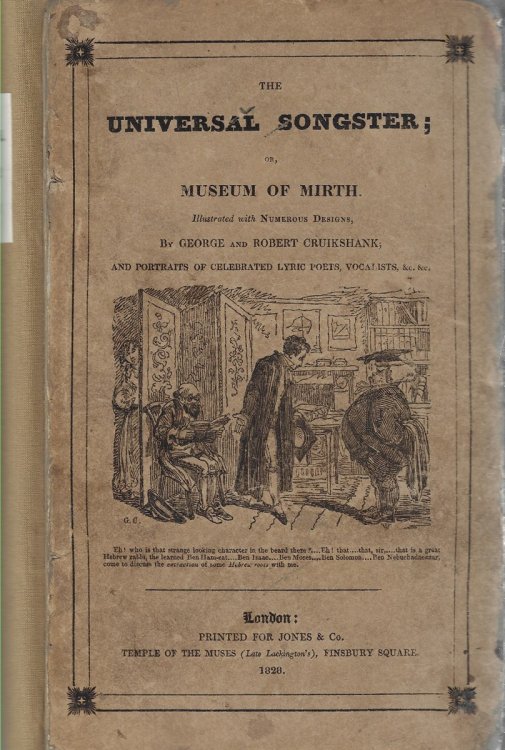 THE
UNIVERSAL SONGSTER;
OR,
MUSEUM OF MIRTH.
Illustrated with NUMEROUS DESIGNS,
BY GEORGE AND ROBERT CRUIKSHANK;
AND PORTRAITS OF CELEBRATED LYRIC POETS, VOCALISTS, &c. &c.
G. C.
Eh! who is that strange looking character in the beard there?....Eh! that....that, sir,....that is a great
Hebrew rabbi, the learned Ben Ham-eat....Ben Isaac....Ben Moses....Ben Solomon....Ben Nebuchadnezzar,
come to discuss the extraction of some Hebrew roots with me.
London:
PRINTED FOR JONES & Co.
TEMPLE OF THE MUSES (Late Lackington's), FINSBURY SQUARE.
1828.